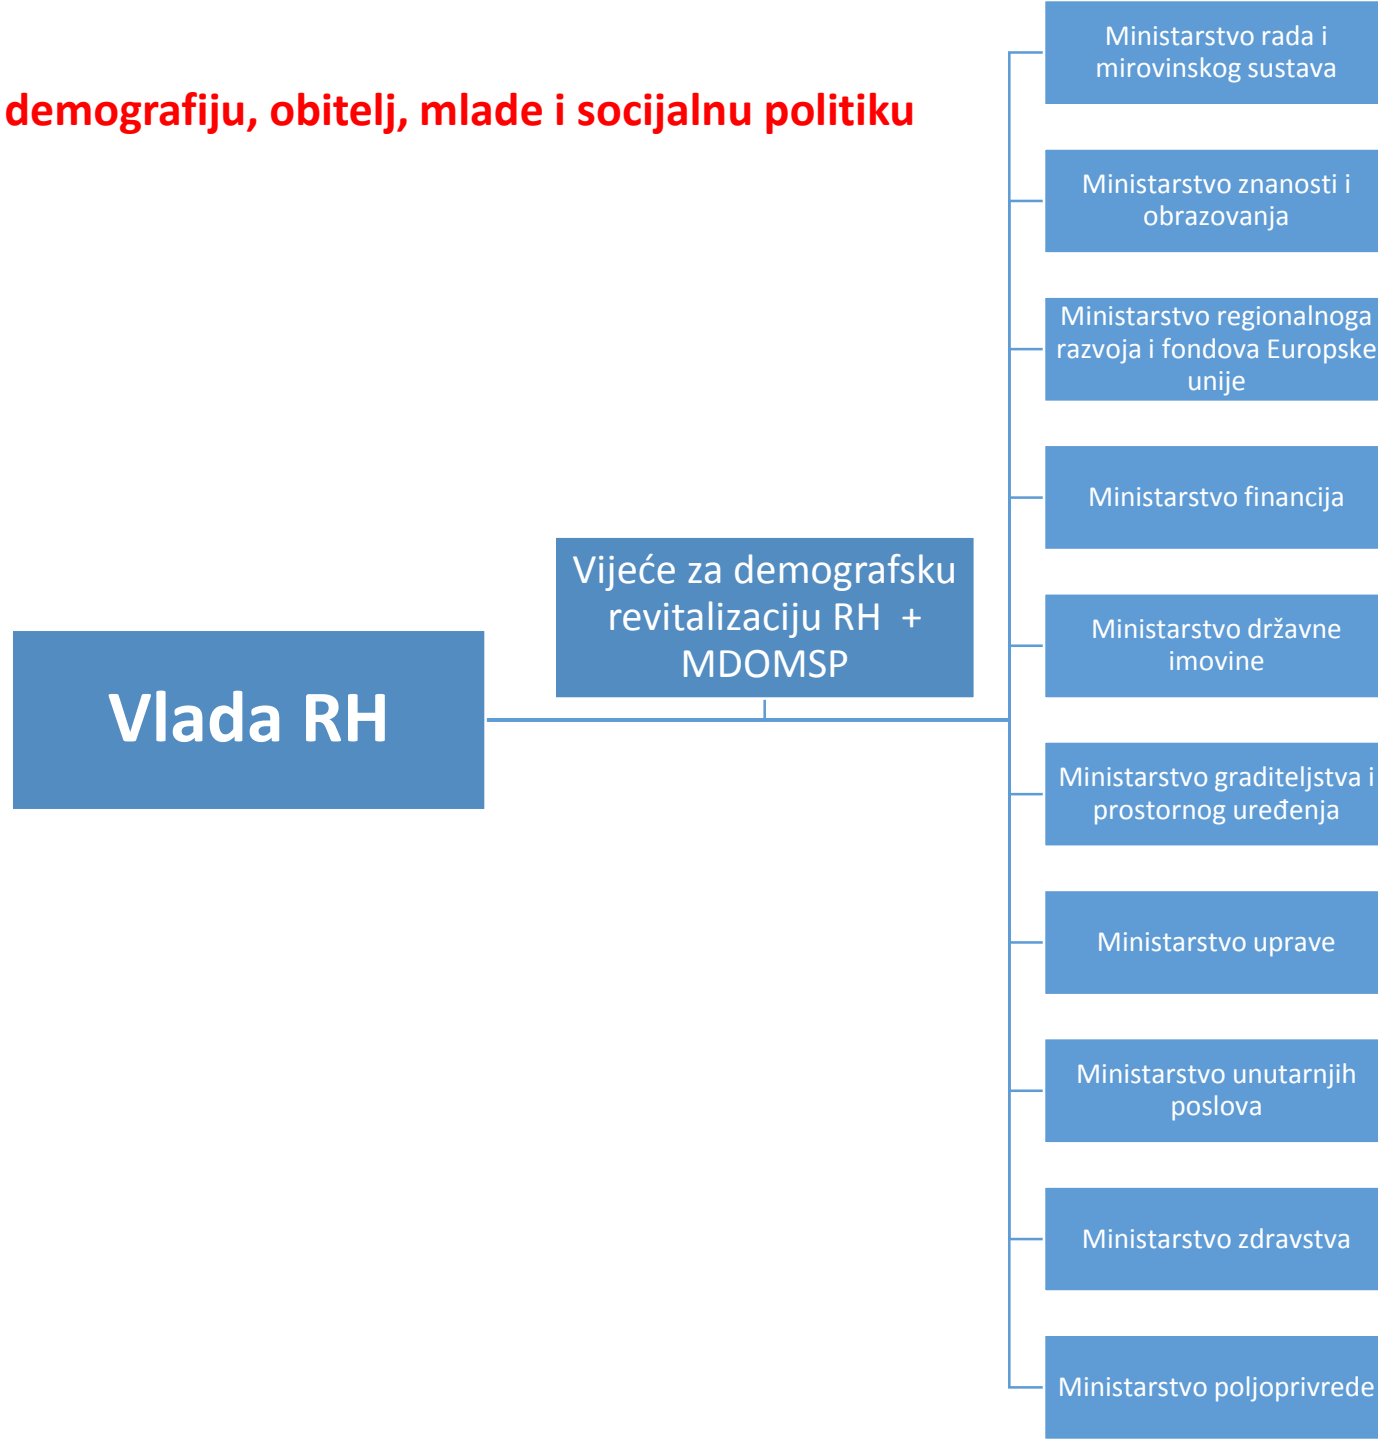 demografiju, obitelj, mlade i socijalnu politiku
Vlada RH
Vijeće za demografsku
revitalizaciju RH + 
MDOMSP
Ministarstvo rada i
mirovinskog sustava
Ministarstvo znanosti i
obrazovanja
Ministarstvo regionalnoga
razvoja i fondova Europske
unije
Ministarstvo financija
Ministarstvo državne
imovine
Ministarstvo graditeljstva i
prostornog uređenja
Ministarstvo uprave
Ministarstvo unutarnjih
poslova
Ministarstvo zdravstva
Ministarstvo poljoprivrede